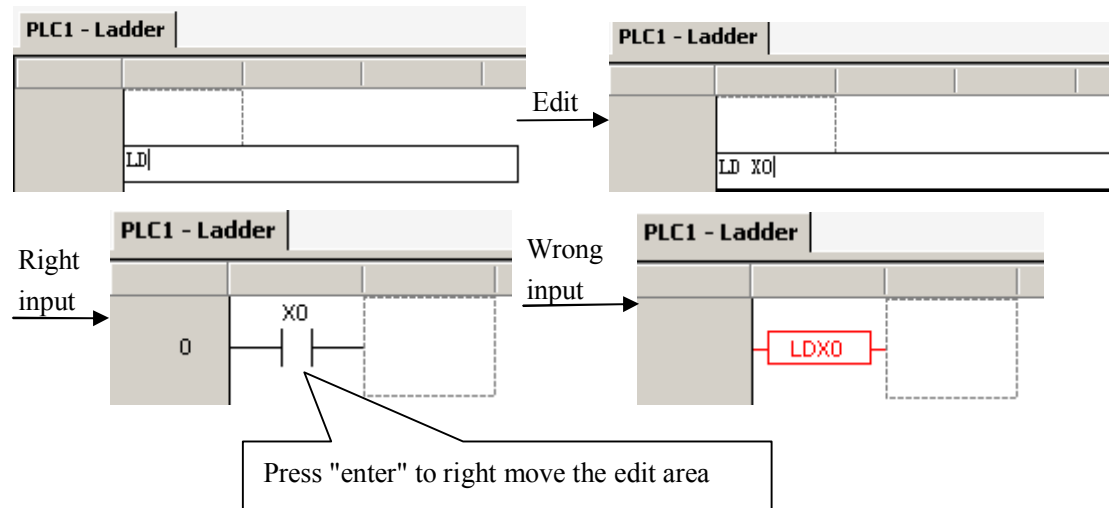 PLC1 - Ladder
LD
Edit
PLC1 - Ladder
LD X0
Right
input
PLC1 - Ladder
X0
0
Wrong
input
PLC1 - Ladder
LDX0
Press "enter" to right move the edit area